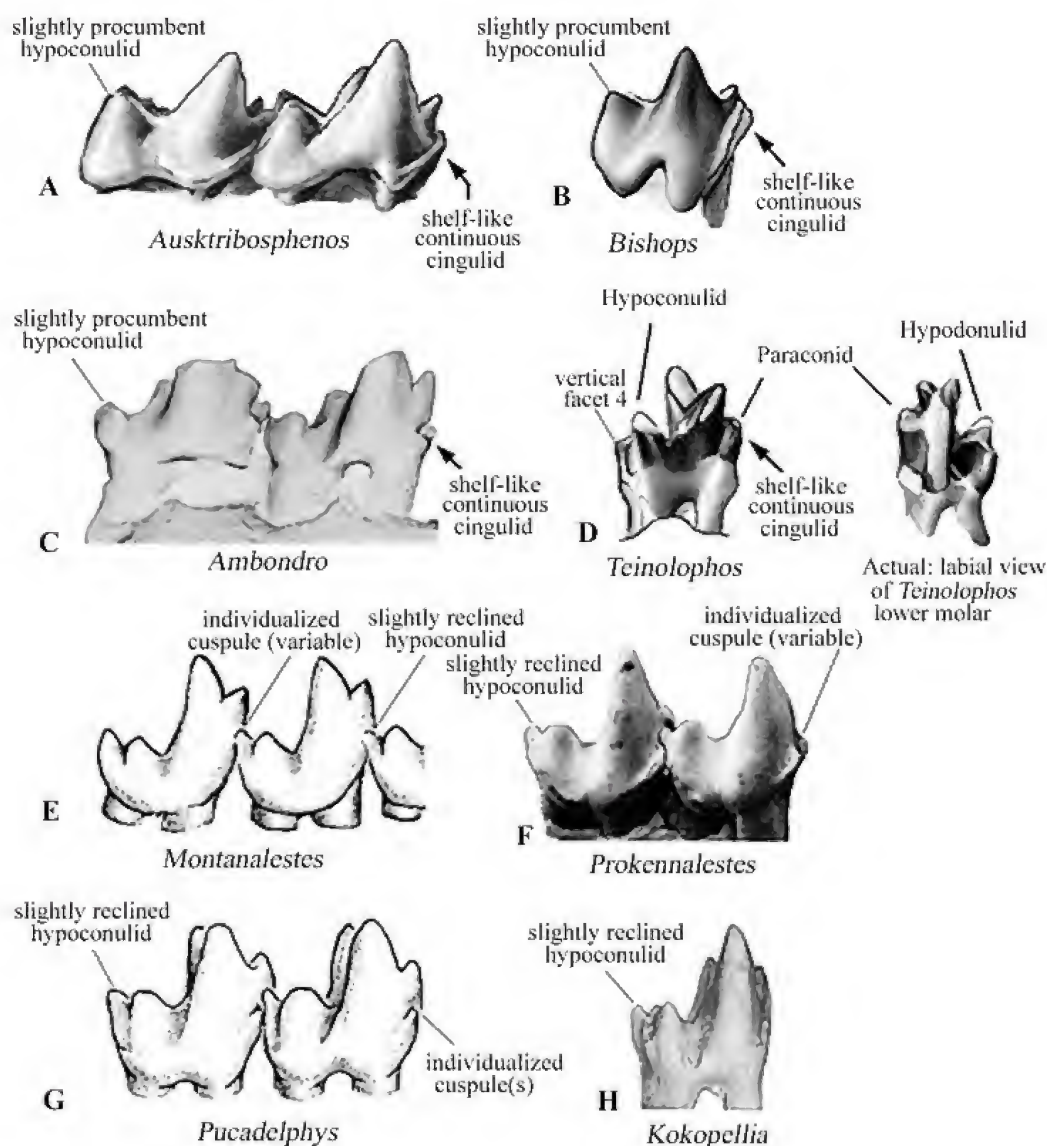 slightly procumbent
hypoconulid
A
shelf-like
continuous
cingulid
Ausktribosphenos
slightly procumbent
hypoconulid
B
shelf-like
continuous
cingulid
Bishops
slightly procumbent
hypoconulid
C
shelf-like
continuous
cingulid
Ambondro
Hypoconulid
vertical
facet 4
Paraconid
Hypodonulid
D
shelf-like
continuous
cingulid
Teinolophos
Actual: labial view
of Teinolophos
lower molar
individualized
cuspule (variable)
slightly reclined
hypoconulid
E
Montanalestes
slightly reclined
hypoconulid
individualized
cuspule (variable)
F
Prokennalestes
slightly reclined
hypoconulid
G
individualized
cuspule(s)
Pucadelphys
slightly reclined
hypoconulid
H
Kokopellia